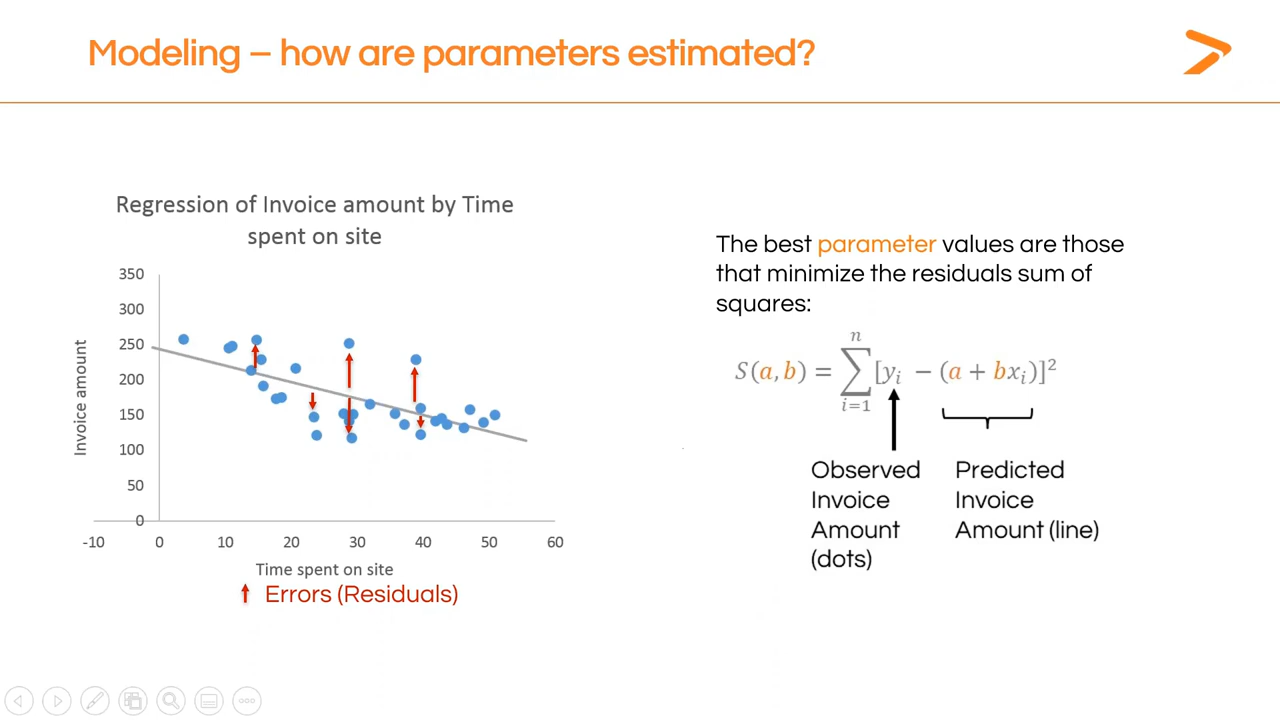 Modeling – how are parameters estimated?
Regression of Invoice amount by Time
spent on site
350
300
250
200
150
100
50
0
Invoice amount
-10 0 10 20 30 40 50 60
Time spent on site
Errors (Residuals)
The best parameter values are those
that minimize the residuals sum of
squares:
S(a, b) = ∑ᵢ₌₁ⁿ [yᵢ − (a + bxᵢ)]²
Observed
Invoice
Amount
(dots)
Predicted
Invoice
Amount (line)